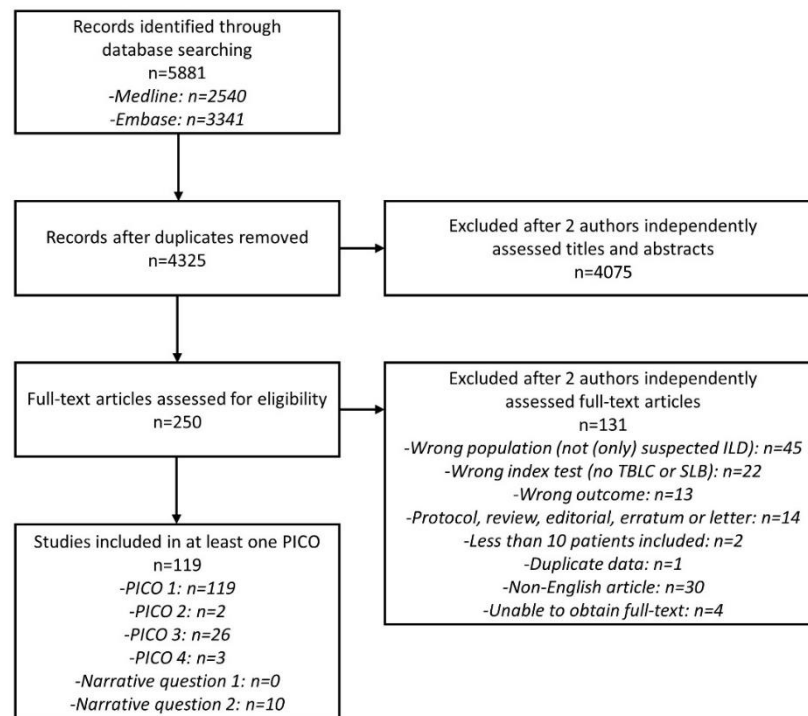 Records identified through
database searching
n=5881
-Medline: n=2540
-Embase: n=3341
Records after duplicates removed
n=4325
Excluded after 2 authors independently
assessed titles and abstracts
n=4075
Full-text articles assessed for eligibility
n=250
Excluded after 2 authors independently
assessed full-text articles
n=131
-Wrong population (not (only) suspected ILD): n=45
-Wrong index test (no TBLC or SLB): n=22
-Wrong outcome: n=13
-Protocol, review, editorial, erratum or letter: n=14
-Less than 10 patients included: n=2
-Duplicate data: n=1
-Non-English article: n=30
-Unable to obtain full-text: n=4
Studies included in at least one PICO
n=119
-PICO 1: n=119
-PICO 2: n=2
-PICO 3: n=26
-PICO 4: n=3
-Narrative question 1: n=0
-Narrative question 2: n=10